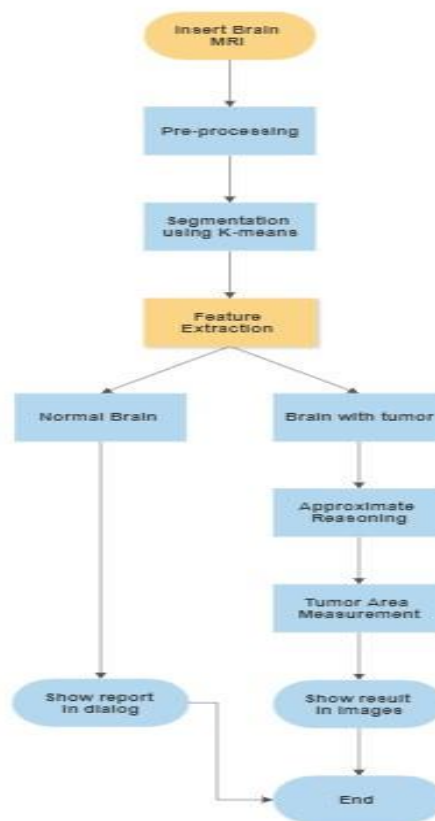 Insert Brain
MRI
Pre-processing
Segmentation
using K-means
Feature
Extraction
Normal Brain
Brain with tumor
Approximate
Reasoning
Tumor Area
Measurement
Show report
in dialog
Show result
in images
End